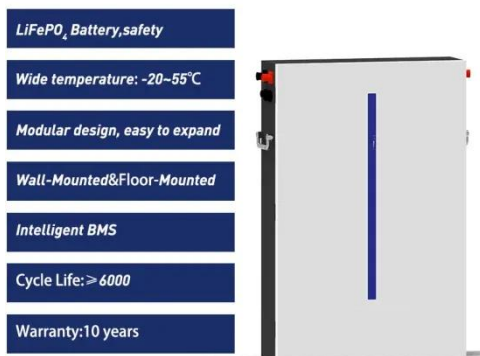 LiFePO₄ Battery,safety
Wide temperature: -20~55℃
Modular design, easy to expand
Wall-Mounted&Floor-Mounted
Intelligent BMS
Cycle Life:≥6000
Warranty:10 years